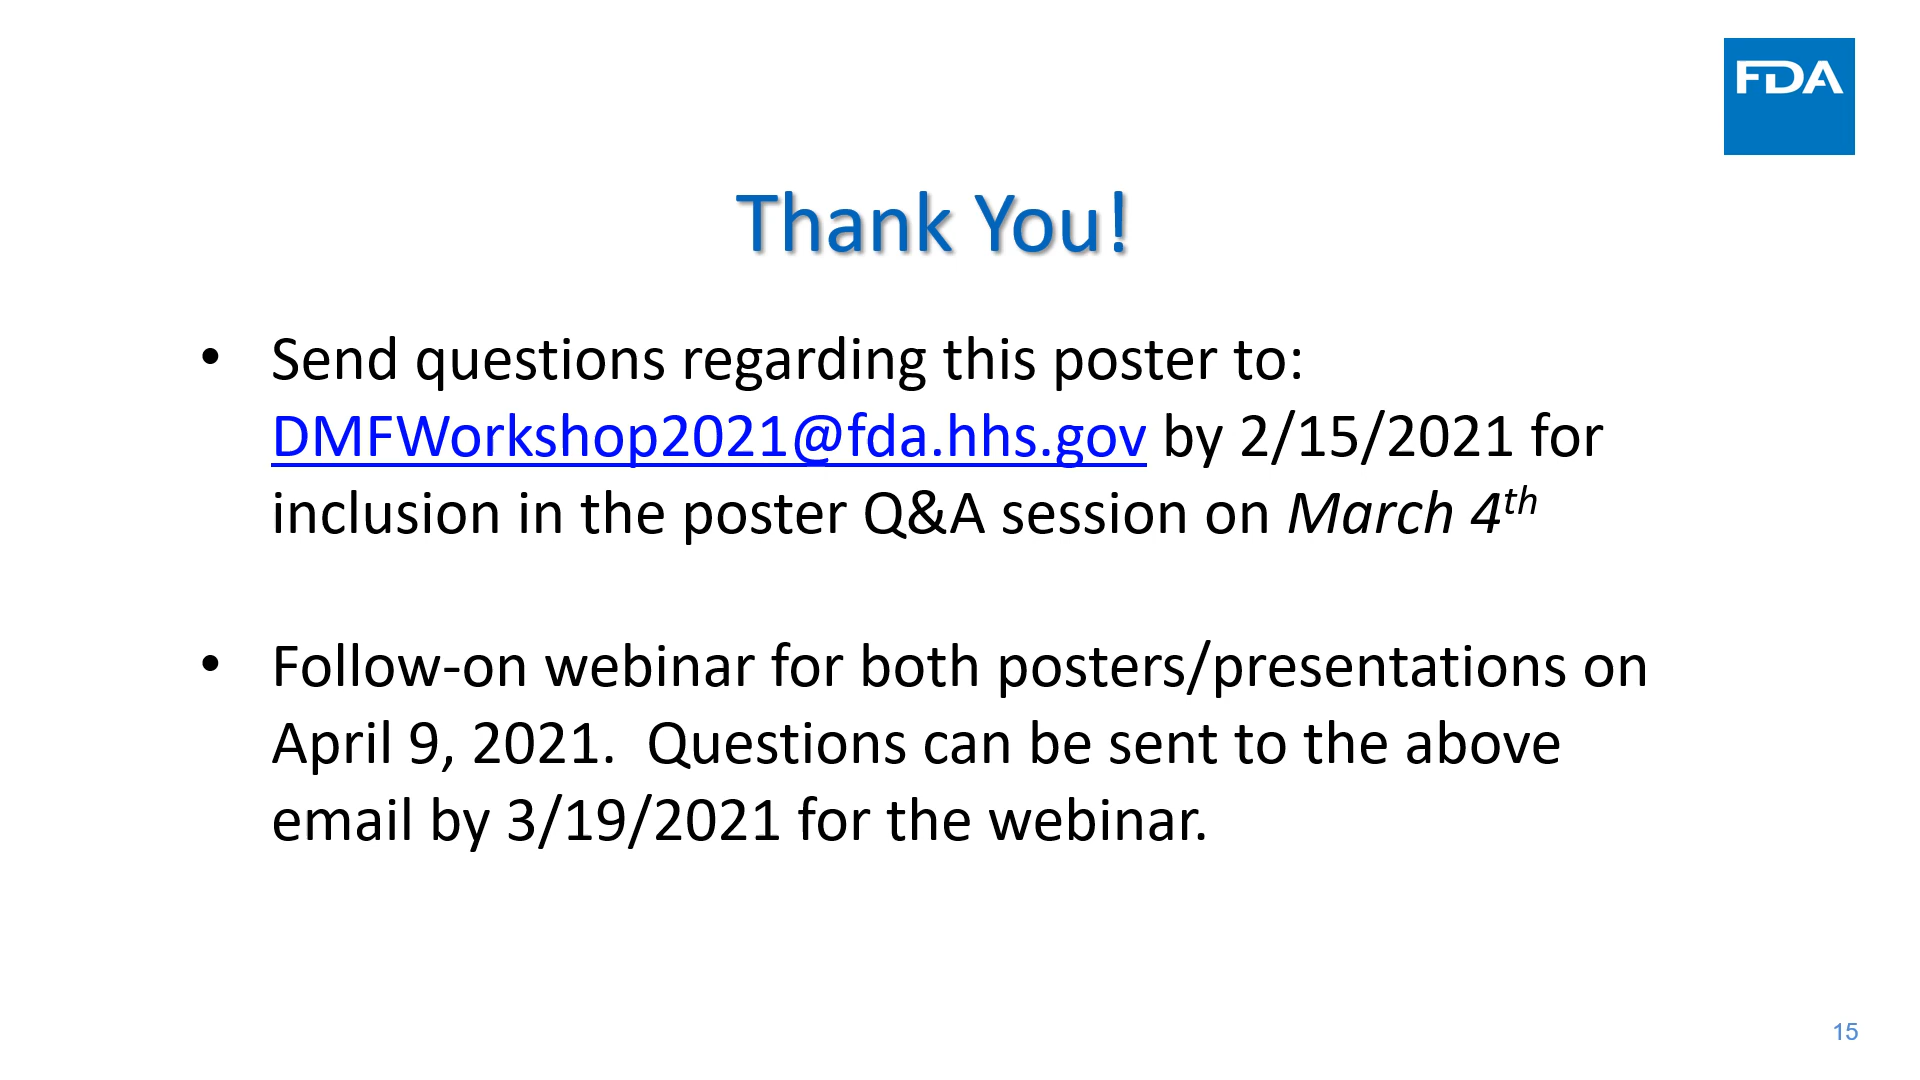 FDA
Thank You!
• Send questions regarding this poster to:
DMFWorkshop2021@fda.hhs.gov by 2/15/2021 for
inclusion in the poster Q&A session on March 4th
• Follow-on webinar for both posters/presentations on
April 9, 2021.  Questions can be sent to the above
email by 3/19/2021 for the webinar.
15